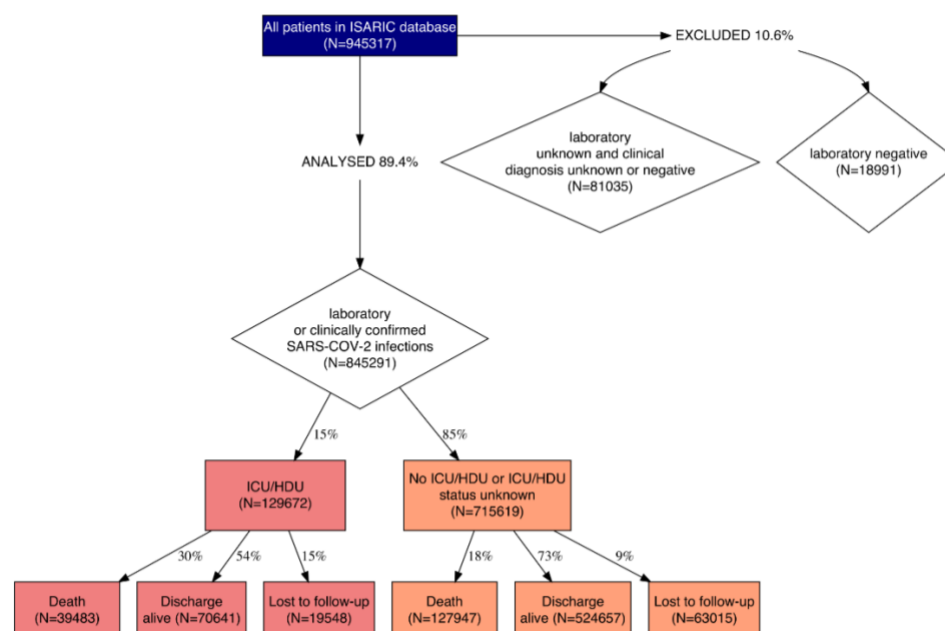 All patients in ISARIC database
(N=945317)
EXCLUDED 10.6%
laboratory
unknown and clinical
diagnosis unknown or negative
(N=81035)
laboratory negative
(N=18991)
ANALYSED 89.4%
laboratory
or clinically confirmed
SARS-COV-2 infections
(N=845291)
15%
85%
ICU/HDU
(N=129672)
No ICU/HDU or ICU/HDU
status unknown
(N=715619)
30%
54%
15%
18%
73%
9%
Death
(N=39483)
Discharge
alive (N=70641)
Lost to follow-up
(N=19548)
Death
(N=127947)
Discharge
alive (N=524657)
Lost to follow-up
(N=63015)